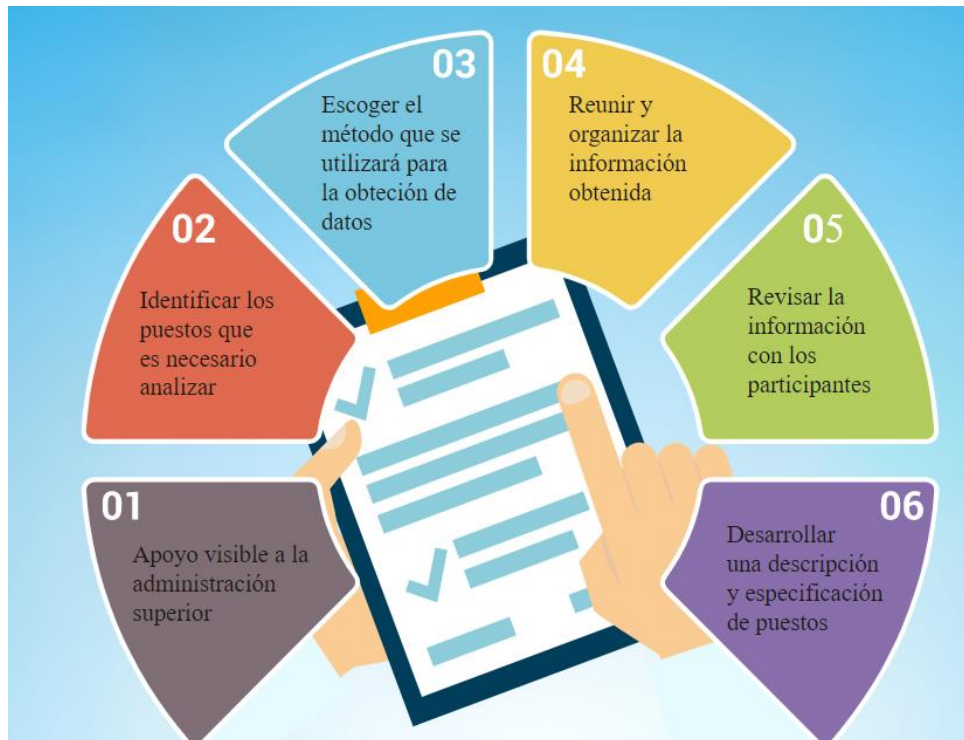 01
Apoyo visible a la
administración
superior
02
Identificar los
puestos que
es necesario
analizar
03
Escoger el
método que se
utilizará para
la obteción de
datos
04
Reunir y
organizar la
información
obtenida
05
Revisar la
información
con los
participantes
06
Desarrollar
una descripción
y especificación
de puestos